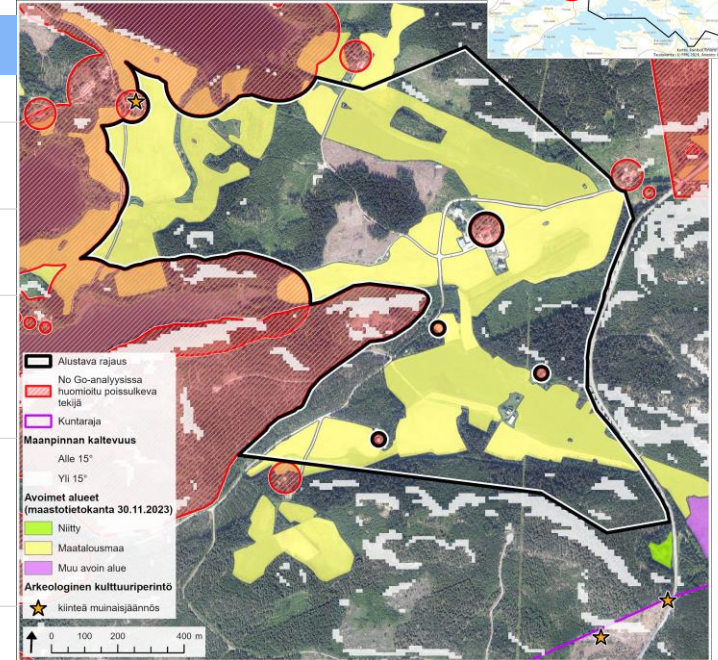 Alustava rajaus
No Go-analyysissa
huomioitu poissulkeva
tekijä
Kuntaraja
Maanpinnan kaltevuus
Alle 15°
Yli 15°
Avoimet alueet
(maastotietokanta 30.11.2023)
Niitty
Maatalousmaa
Muu avoin alue
Arkeologinen kulttuuriperintö
kiinteä muinaisjäännös
0 100 200 400 m